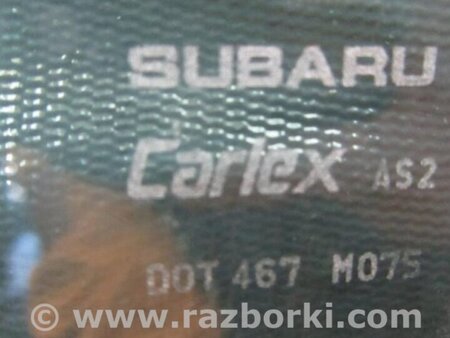 SUBARU
Carlex AS2
DOT 467 M075
© www.razborki.com